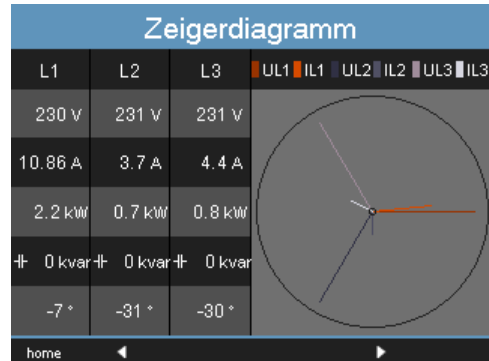 Zeigerdiagramm
L1 L2 L3 UL1 IL1 UL2 IL2 UL3 IL3
230 V 231 V 231 V
10.86 A 3.7 A 4.4 A
2.2 kW 0.7 kW 0.8 kW
0 kvar 0 kvar 0 kvar
-7 ° -31 ° -30 °
home